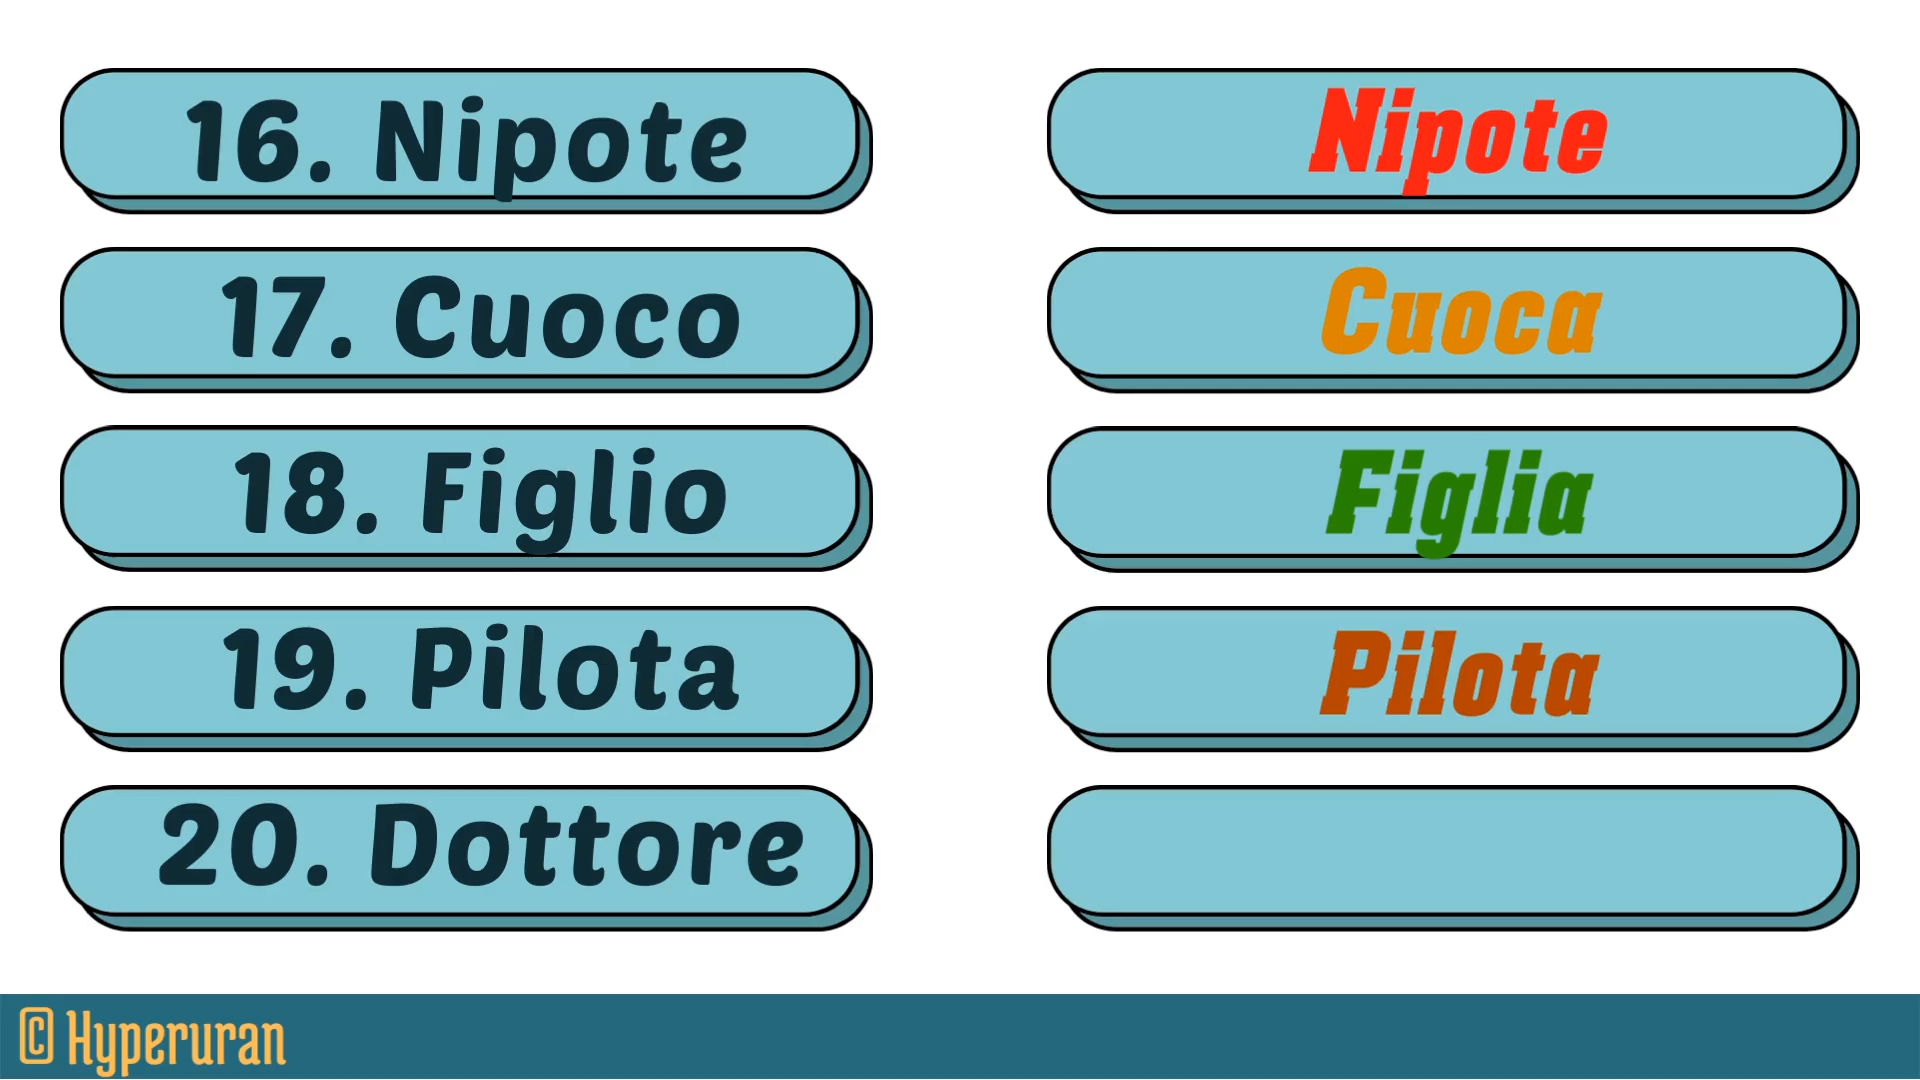 16. Nipote
Nipote
17. Cuoco
Cuoca
18. Figlio
Figlia
19. Pilota
Pilota
20. Dottore
© Hyperuran